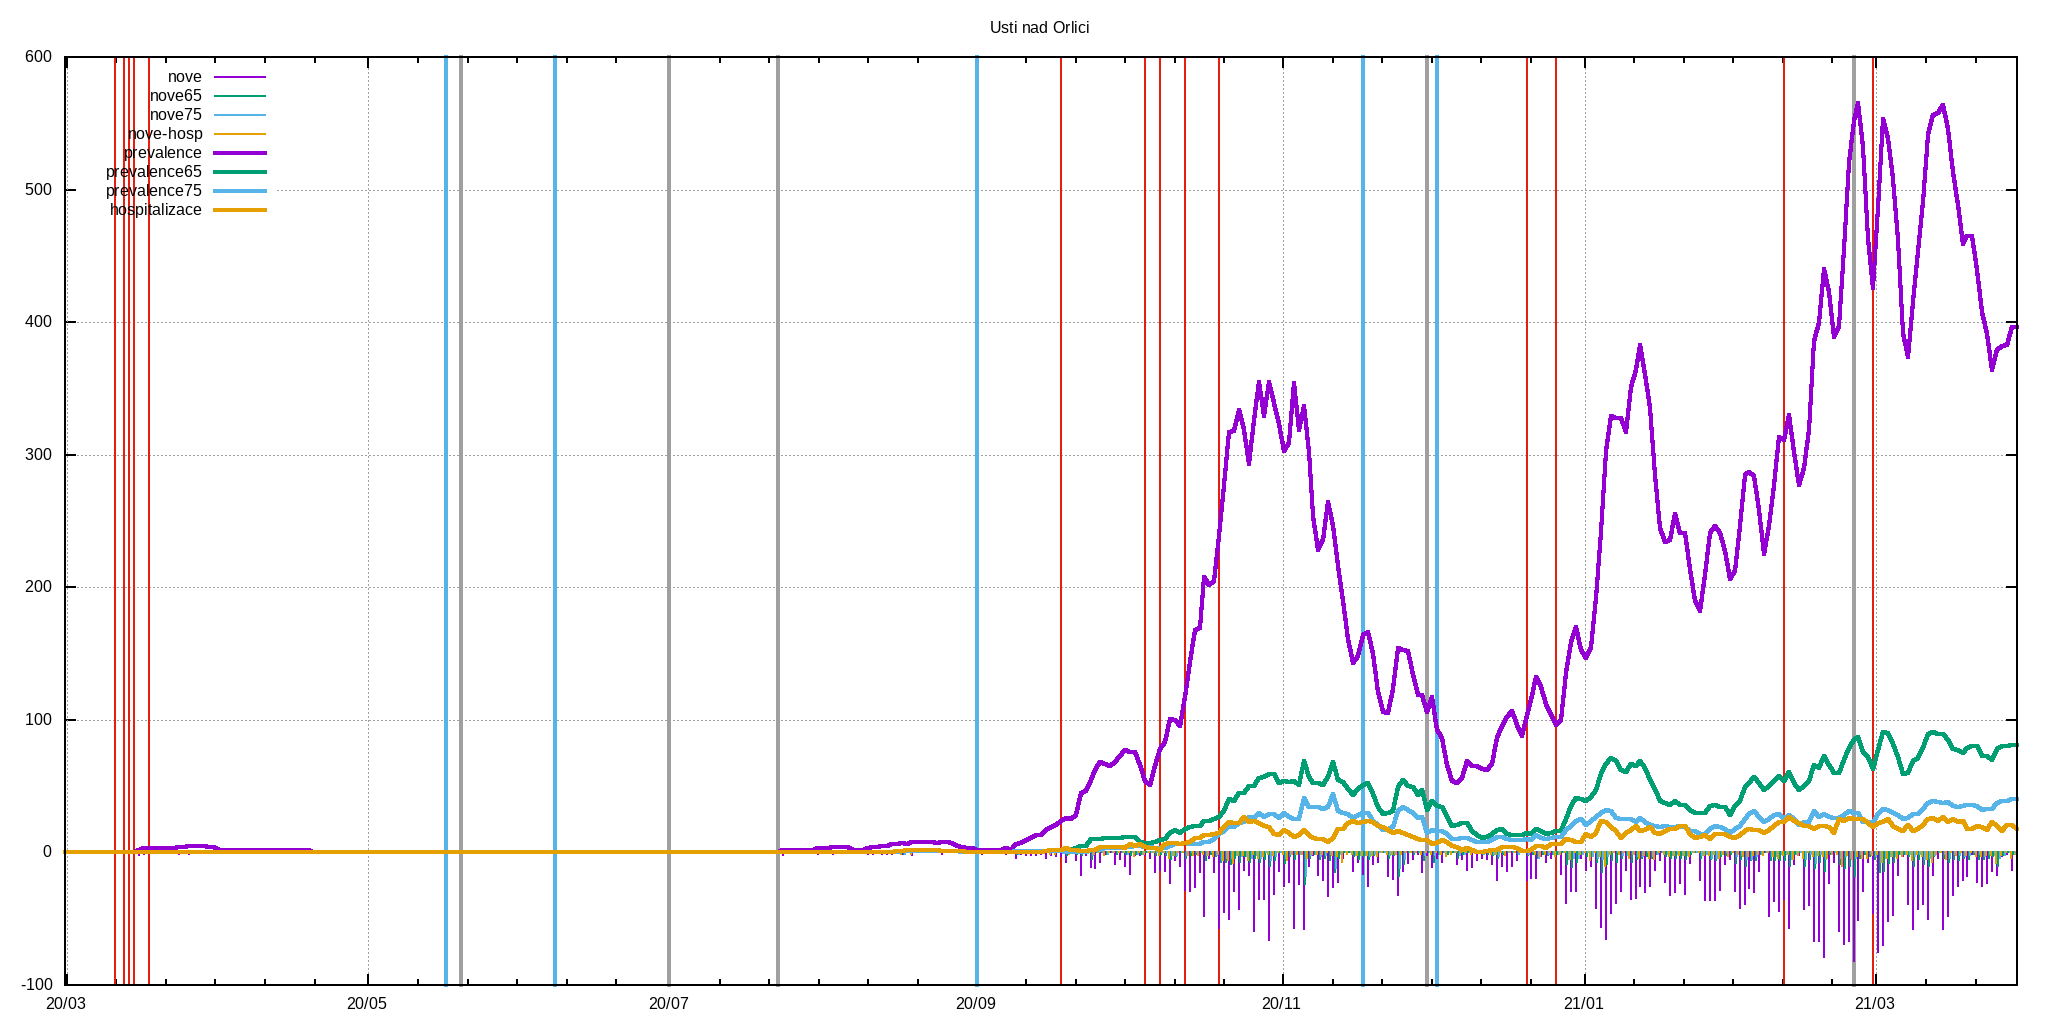 Usti nad Orlici
600
500
400
300
200
100
0
-100
nove
nove65
nove75
nove-hosp
prevalence
prevalence65
prevalence75
hospitalizace
20/03 20/05 20/07 20/09 20/11 21/01 21/03